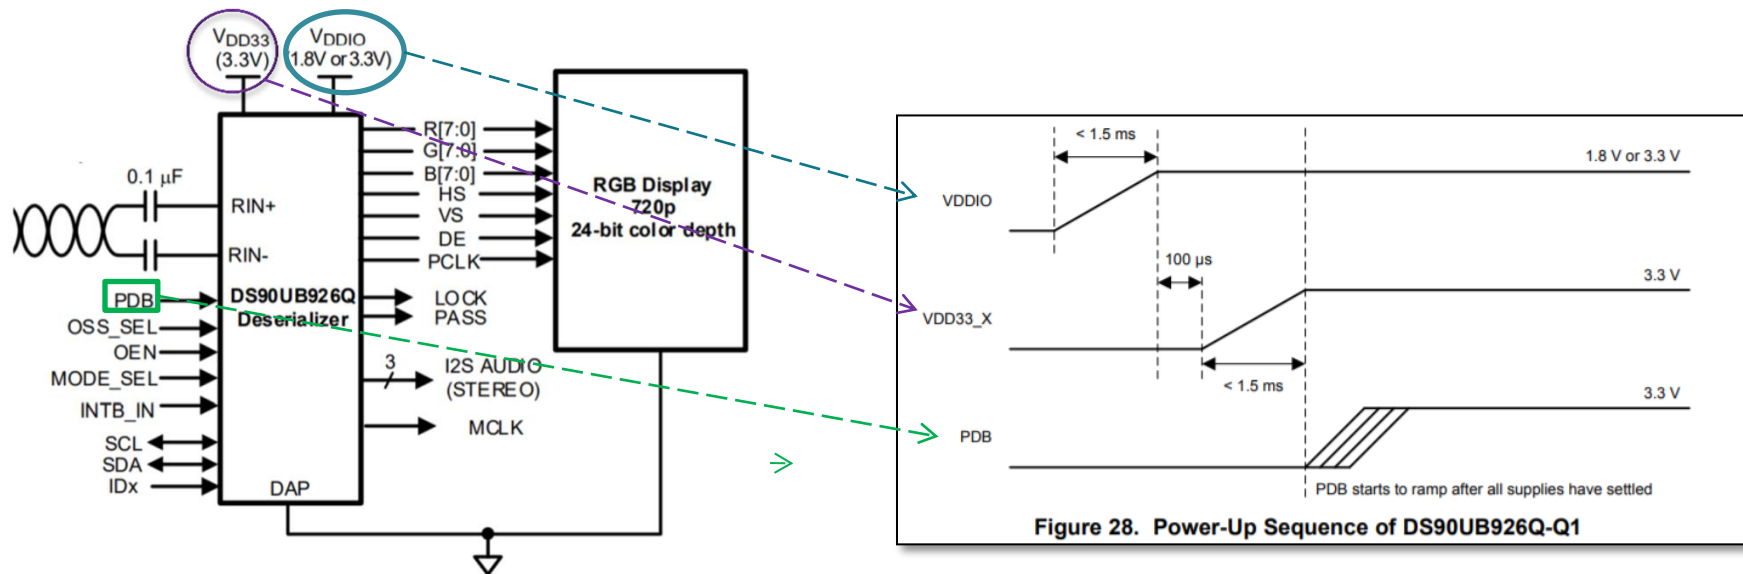 VDD33
(3.3V)
VDDIO
(1.8V or 3.3V)
0.1 µF
RIN+
RIN-
PDB
OSS_SEL
OEN
MODE_SEL
INTB_IN
SCL
SDA
IDx
DS90UB926Q
Deserializer
DAP
R[7:0]
G[7:0]
B[7:0]
HS
VS
DE
PCLK
LOCK
PASS
3
I2S AUDIO
(STEREO)
MCLK
RGB Display
720p
24-bit color depth
< 1.5 ms
1.8 V or 3.3 V
VDDIO
100 µs
3.3 V
VDD33_X
< 1.5 ms
3.3 V
PDB
PDB starts to ramp after all supplies have settled
Figure 28. Power-Up Sequence of DS90UB926Q-Q1